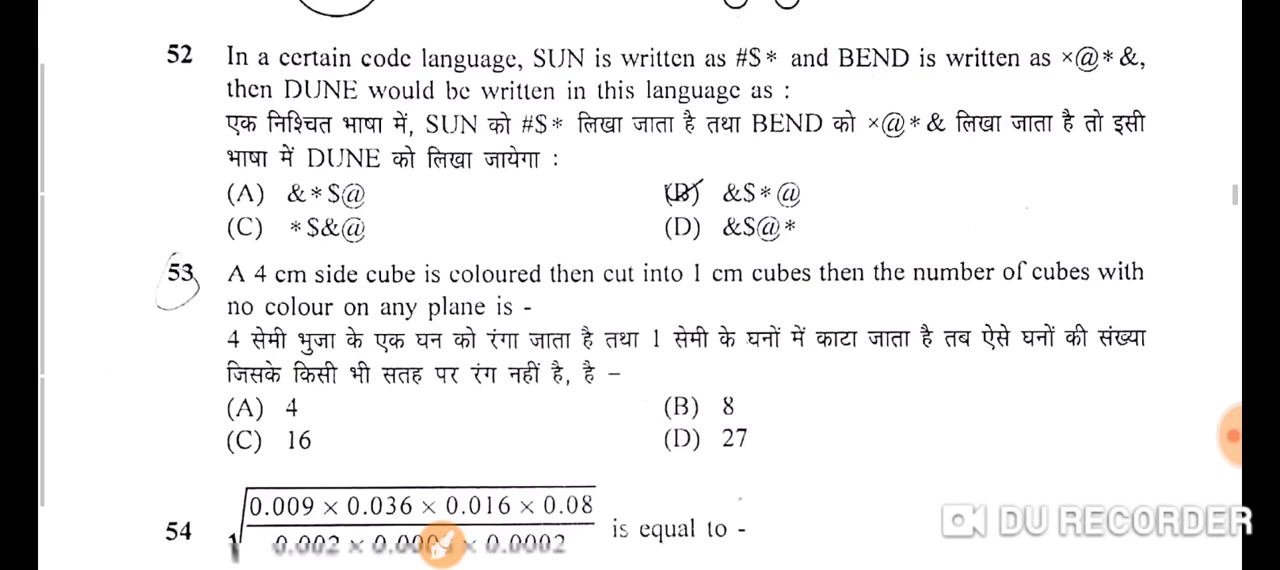 52 In a certain code language, SUN is written as #S* and BEND is written as ×@*&,
then DUNE would be written in this language as :
एक निश्चित भाषा में, SUN को #S* लिखा जाता है तथा BEND को ×@*& लिखा जाता है तो इसी
भाषा में DUNE को लिखा जायेगा :
(A) &*S@ (B) &S*@
(C) *S&@ (D) &S@*
53 A 4 cm side cube is coloured then cut into 1 cm cubes then the number of cubes with
no colour on any plane is -
4 सेमी भुजा के एक घन को रंगा जाता है तथा 1 सेमी के घनों में काटा जाता है तब ऐसे घनों की संख्या
जिसके किसी भी सतह पर रंग नहीं है, है –
(A) 4 (B) 8
(C) 16 (D) 27
0.009 × 0.036 × 0.016 × 0.08
54 √ is equal to -
0.002 × × 0.0002
DU RECORDER